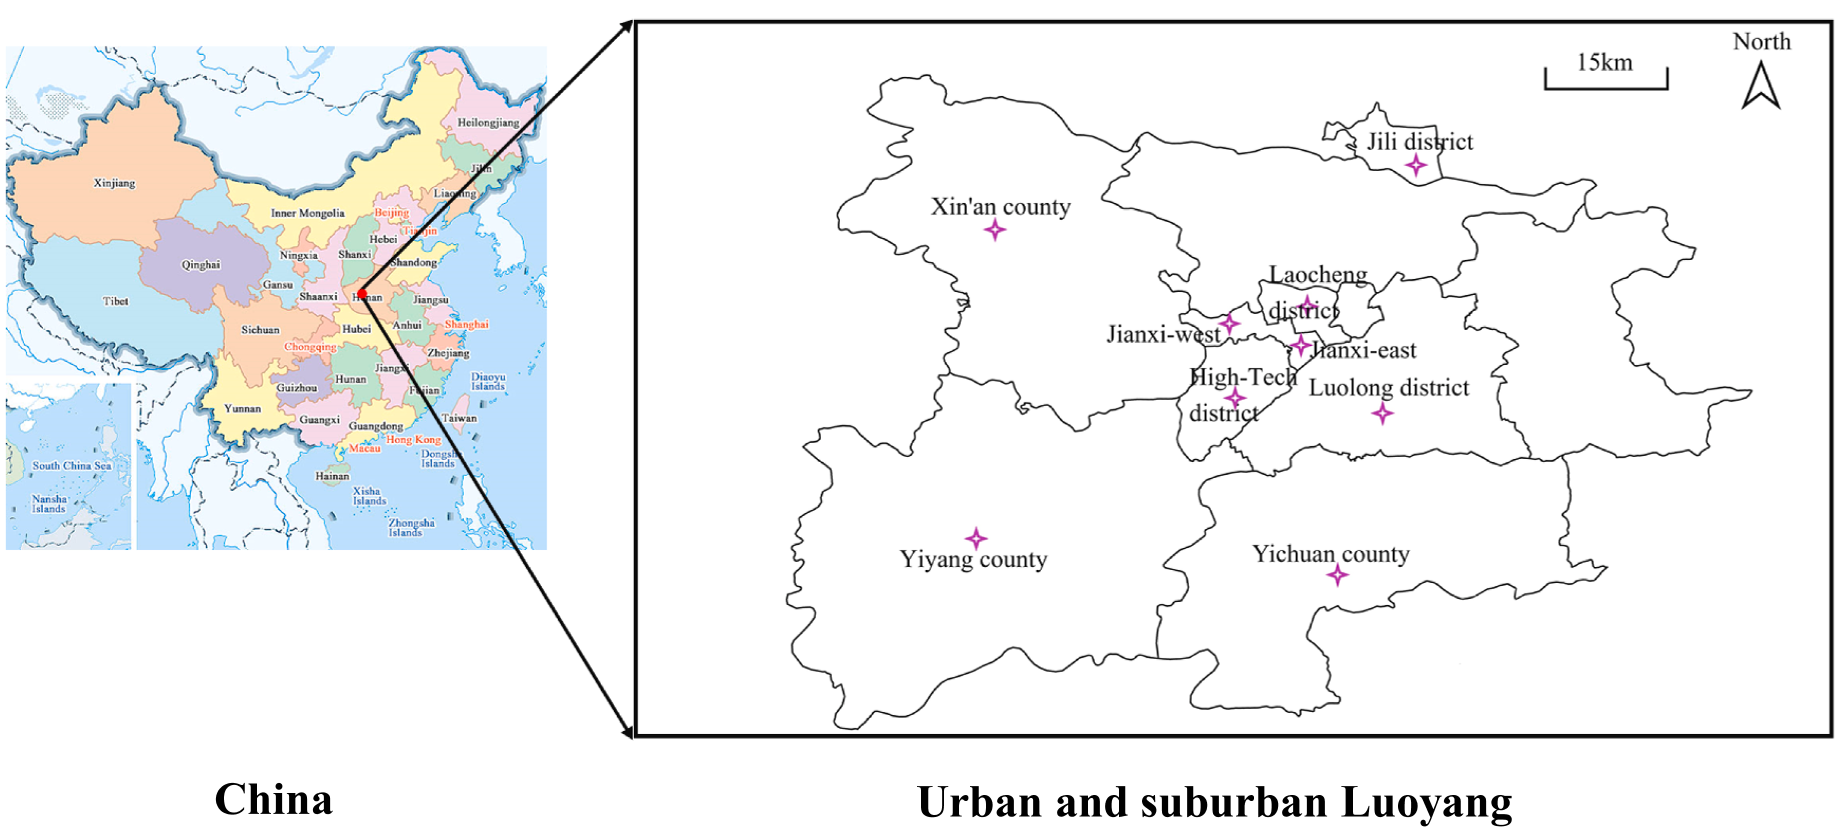 Heilongjiang
Jilin
Liaoning
Xinjiang
Inner Mongolia
Beijing
Tianjin
Hebei
Shanxi
Ningxia
Shandong
Qinghai
Gansu
Shaanxi
Henan
Jiangsu
Tibet
Sichuan
Hubei
Anhui
Shanghai
Chongqing
Zhejiang
Jiangxi
Hunan
Guizhou
Fujian
Diaoyu
Islands
Yunnan
Guangxi
Guangdong
Taiwan
Hong Kong
Macau
Dongsha
Islands
Hainan
South China Sea
Nansha
Islands
Xisha
Islands
Zhongsha
Islands
North
15km
Jili district
Xin'an county
Laocheng
district
Jianxi-west
Jianxi-east
High-Tech
district
Luolong district
Yiyang county
Yichuan county
China
Urban and suburban Luoyang